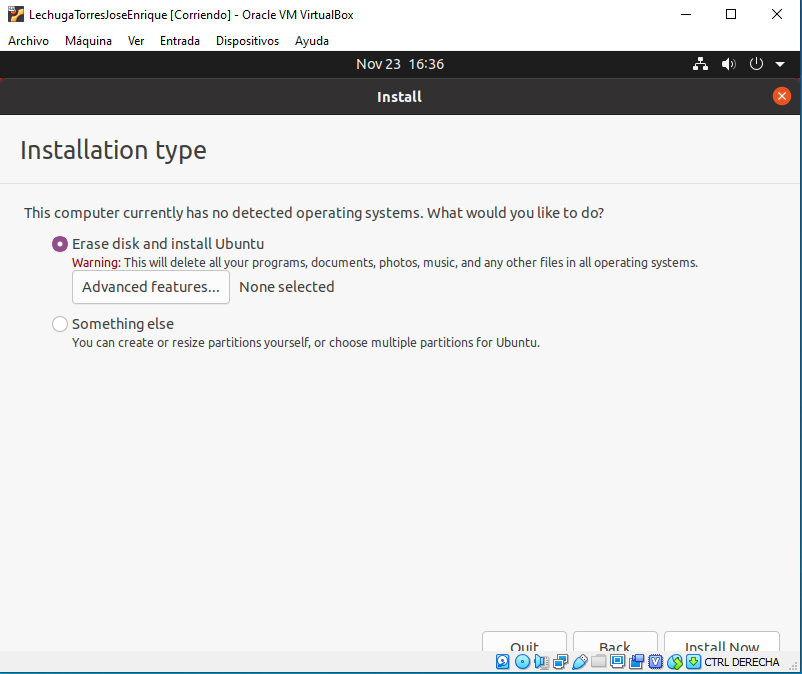 LechugaTorresJoseEnrique [Corriendo] - Oracle VM VirtualBox
Archivo Máquina Ver Entrada Dispositivos Ayuda
Nov 23 16:36
Install
Installation type
This computer currently has no detected operating systems. What would you like to do?
Erase disk and install Ubuntu
Warning: This will delete all your programs, documents, photos, music, and any other files in all operating systems.
Advanced features... None selected
Something else
You can create or resize partitions yourself, or choose multiple partitions for Ubuntu.
Quit Back Install Now
CTRL DERECHA